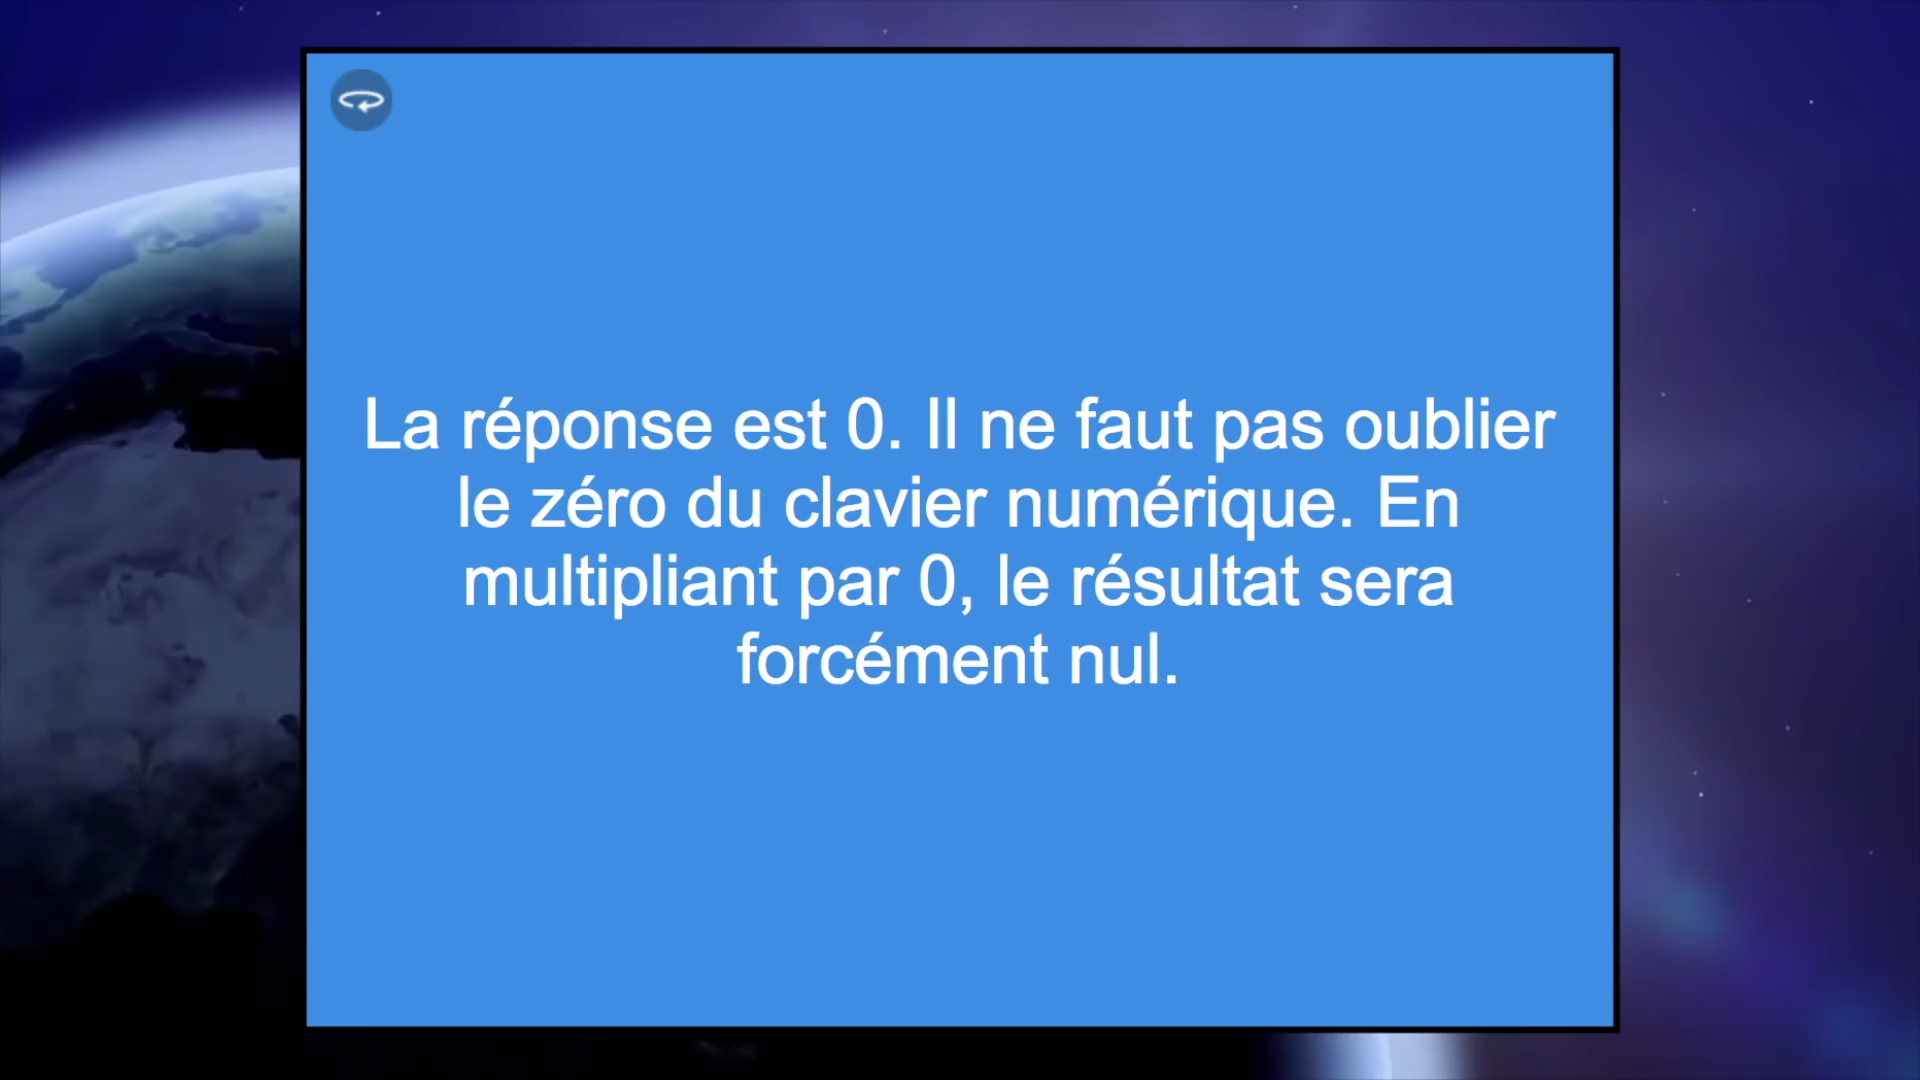 La réponse est 0. Il ne faut pas oublier
le zéro du clavier numérique. En
multipliant par 0, le résultat sera
forcément nul.